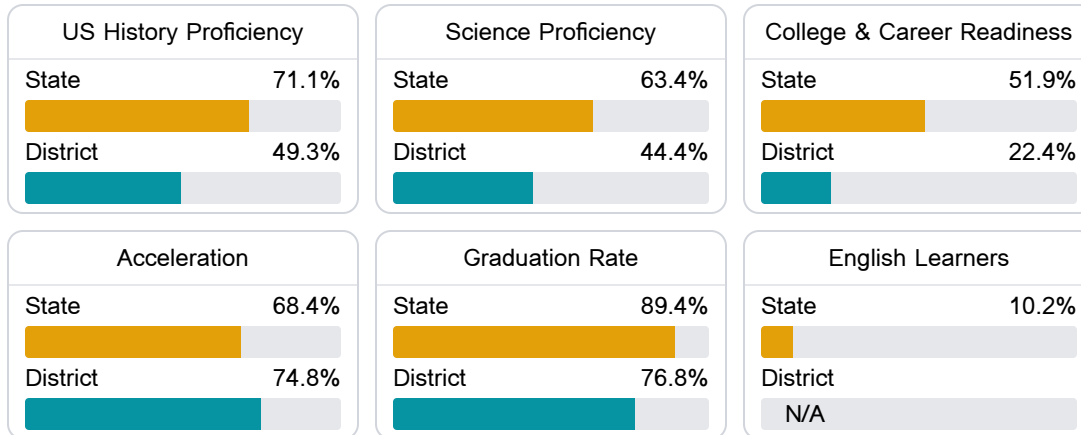 US History Proficiency
State 71.1%
District 49.3%
Science Proficiency
State 63.4%
District 44.4%
College & Career Readiness
State 51.9%
District 22.4%
Acceleration
State 68.4%
District 74.8%
Graduation Rate
State 89.4%
District 76.8%
English Learners
State 10.2%
District
N/A